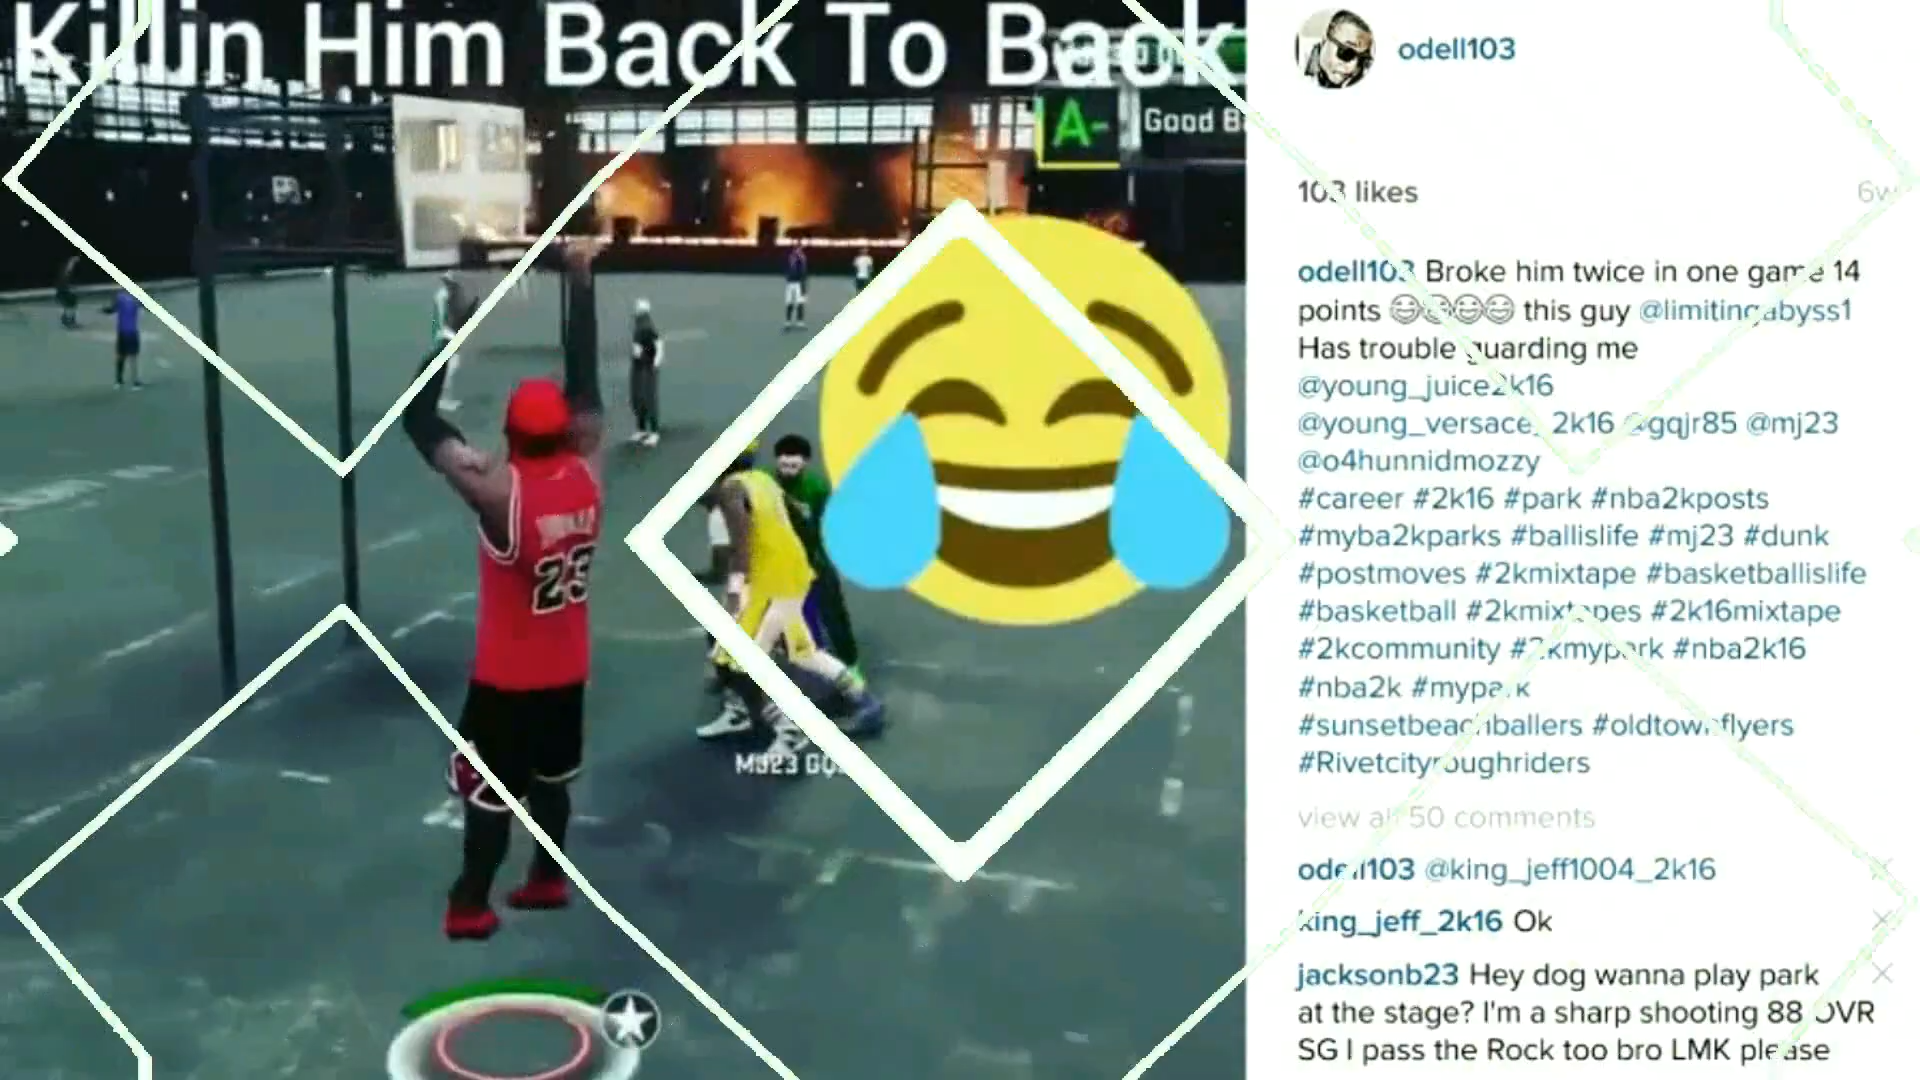 Killin Him Back To Back
A-
Good
23
MJ23
odell103
103 likes
6w
odell103 Broke him twice in one game 14
points 😂😂😂😂 this guy @limitingabyss1
Has trouble guarding me
@young_juice2k16
@young_versace_2k16 @gqjr85 @mj23
@o4hunnidmozzy
#career #2k16 #park #nba2kposts
#myba2kparks #ballislife #mj23 #dunk
#postmoves #2kmixtape #basketballislife
#basketball #2kmixtapes #2k16mixtape
#2kcommunity #2kmypark #nba2k16
#nba2k #mypark
#sunsetbeachballers #oldtownflyers
#Rivetcityroughriders
view all 50 comments
odell103 @king_jeff1004_2k16
king_jeff_2k16 Ok
jacksonb23 Hey dog wanna play park
at the stage? I'm a sharp shooting 88 OVR
SG I pass the Rock too bro LMK please